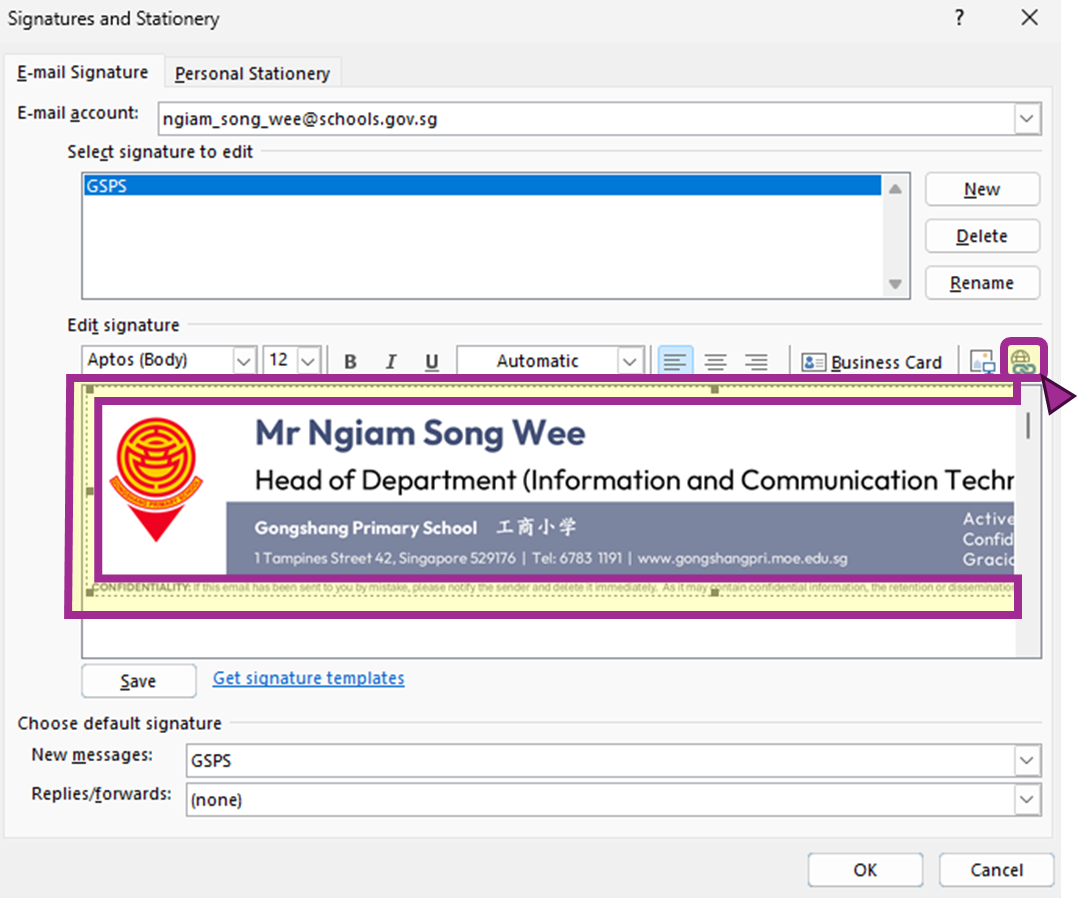 Signatures and Stationery ? ×
E-mail Signature Personal Stationery
E-mail account: ngiam_song_wee@schools.gov.sg
Select signature to edit
GSPS
New
Delete
Rename
Edit signature
Aptos (Body) 12 B I U Automatic Business Card
Mr Ngiam Song Wee
Head of Department (Information and Communication Techr
GONGSHANG PRIMARY SCHOOL
Gongshang Primary School 工商小学
1 Tampines Street 42, Singapore 529176 | Tel: 6783 1191 | www.gongshangpri.moe.edu.sg
Active
Confid
Gracio
CONFIDENTIALITY: If this email has been sent to you by mistake, please notify the sender and delete it immediately. As it may contain confidential information, the retention or dissemination
Save Get signature templates
Choose default signature
New messages: GSPS
Replies/forwards: (none)
OK Cancel